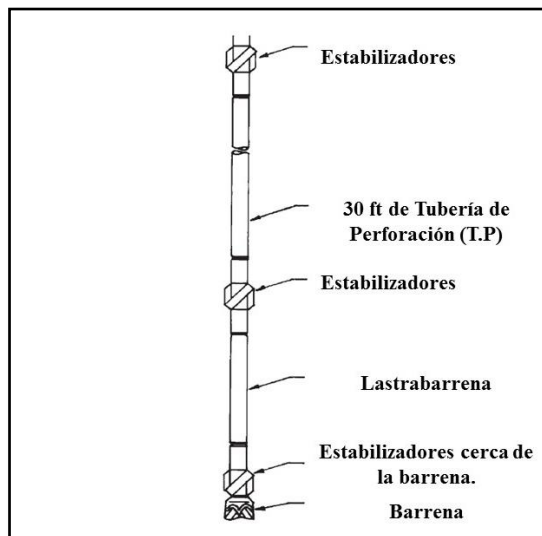 Estabilizadores
30 ft de Tubería de
Perforación (T.P)
Estabilizadores
Lastrabarrena
Estabilizadores cerca de
la barrena.
Barrena